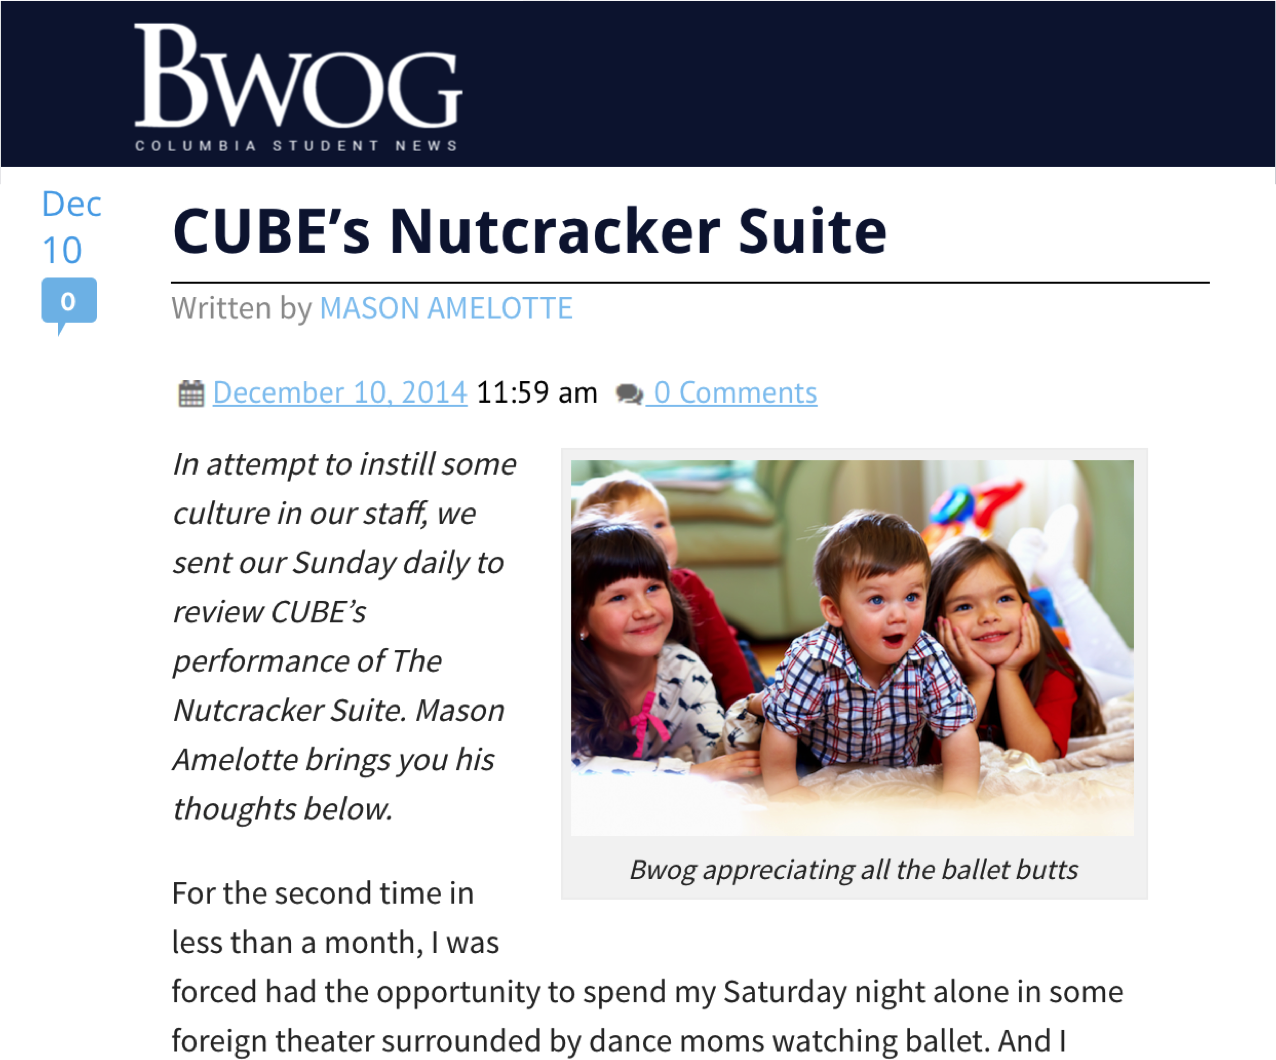 BWOG
COLUMBIA STUDENT NEWS
Dec
10
0
CUBE’s Nutcracker Suite
Written by MASON AMELOTTE
December 10, 2014 11:59 am 0 Comments
In attempt to instill some
culture in our staff, we
sent our Sunday daily to
review CUBE’s
performance of The
Nutcracker Suite. Mason
Amelotte brings you his
thoughts below.
Bwog appreciating all the ballet butts
For the second time in
less than a month, I was
forced had the opportunity to spend my Saturday night alone in some
foreign theater surrounded by dance moms watching ballet. And I